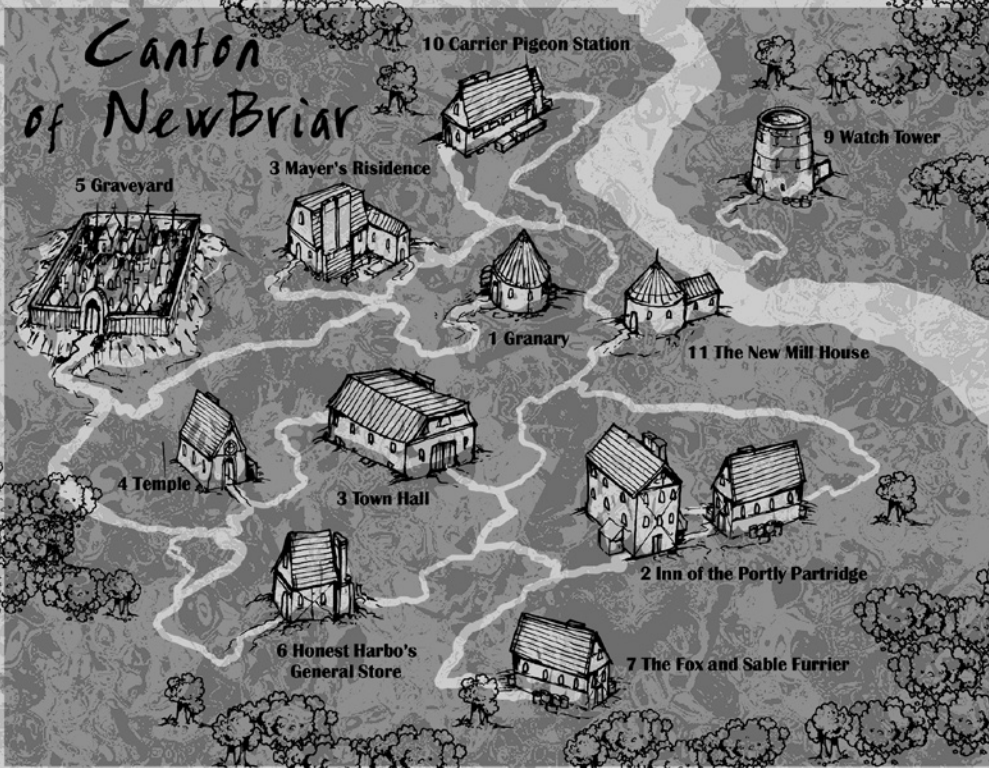 Canton
of NewBriar
10 Carrier Pigeon Station
9 Watch Tower
3 Mayer's Risidence
5 Graveyard
1 Granary
11 The New Mill House
4 Temple
3 Town Hall
2 Inn of the Portly Partridge
6 Honest Harbo's
General Store
7 The Fox and Sable Furrier